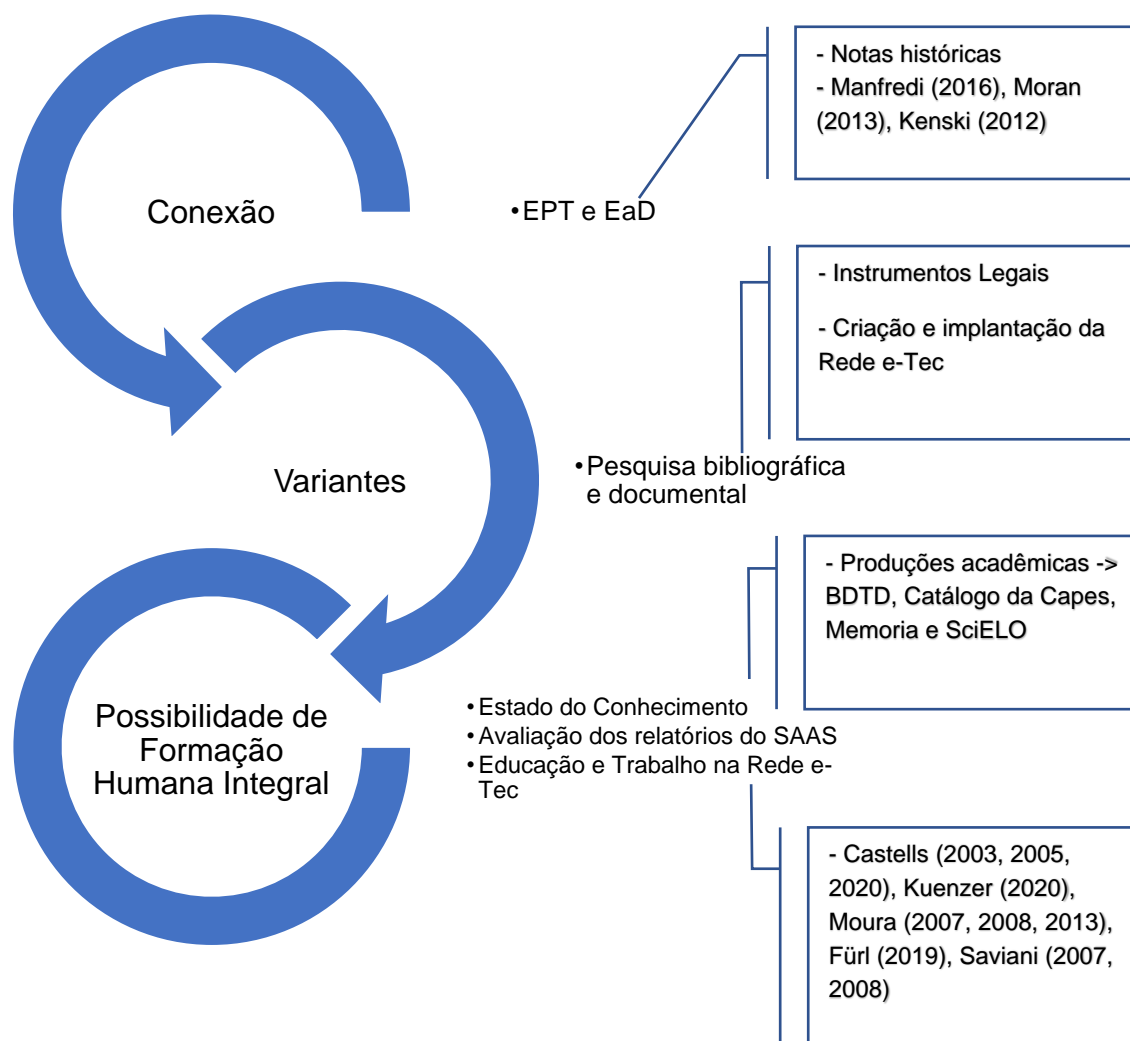 Conexão
•EPT e EaD
- Notas históricas
- Manfredi (2016), Moran
(2013), Kenski (2012)
Variantes
•Pesquisa bibliográfica
e documental
- Instrumentos Legais
- Criação e implantação da
Rede e-Tec
Possibilidade de
Formação
Humana Integral
•Estado do Conhecimento
•Avaliação dos relatórios do SAAS
•Educação e Trabalho na Rede e-
Tec
- Produções acadêmicas ->
BDTD, Catálogo da Capes,
Memoria e SciELO
- Castells (2003, 2005,
2020), Kuenzer (2020),
Moura (2007, 2008, 2013),
Fürl (2019), Saviani (2007,
2008)